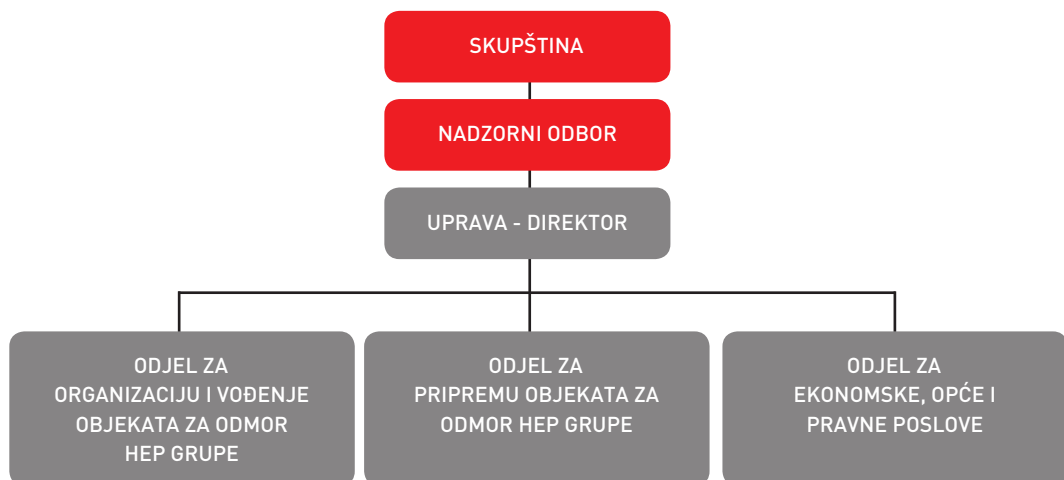 SKUPŠTINA
NADZORNI ODBOR
UPRAVA - DIREKTOR
ODJEL ZA
ORGANIZACIJU I VOĐENJE
OBJEKATA ZA ODMOR
HEP GRUPE
ODJEL ZA
PRIPREMU OBJEKATA ZA
ODMOR HEP GRUPE
ODJEL ZA
EKONOMSKE, OPĆE I
PRAVNE POSLOVE